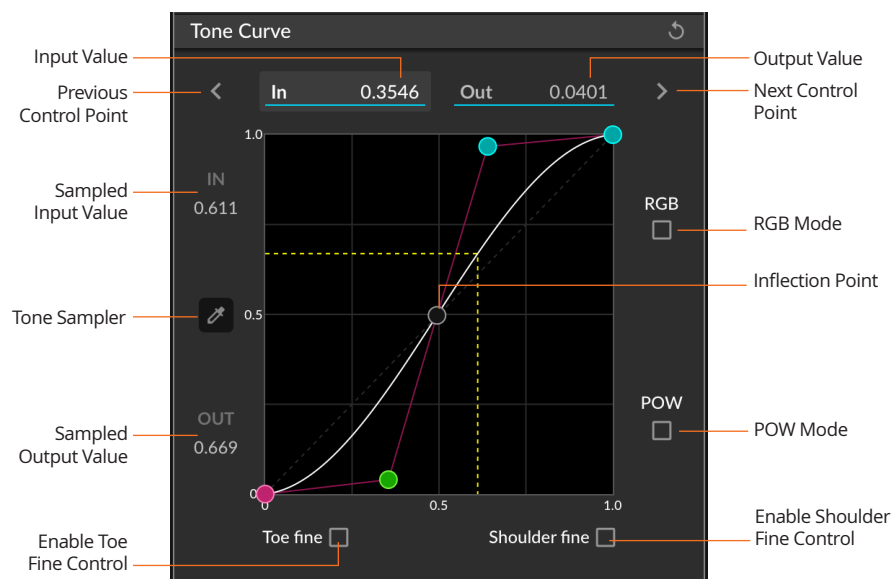 Tone Curve
Input Value
Output Value
Previous
Control Point
In 0.3546
Out 0.0401
Next Control
Point
1.0
IN
0.611
Sampled
Input Value
RGB
RGB Mode
Inflection Point
Tone Sampler
0.5
OUT
0.669
Sampled
Output Value
POW
POW Mode
0
0.5
1.0
Toe fine
Shoulder fine
Enable Toe
Fine Control
Enable Shoulder
Fine Control